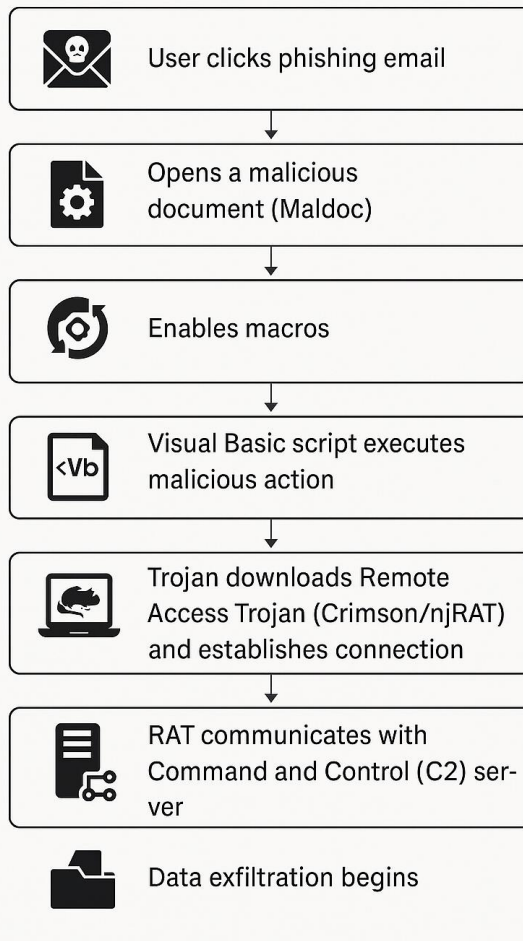 User clicks phishing email
Opens a malicious
document (Maldoc)
Enables macros
Visual Basic script executes
malicious action
<Vb
Trojan downloads Remote
Access Trojan (Crimson/njRAT)
and establishes connection
RAT communicates with
Command and Control (C2) ser-
ver
Data exfiltration begins